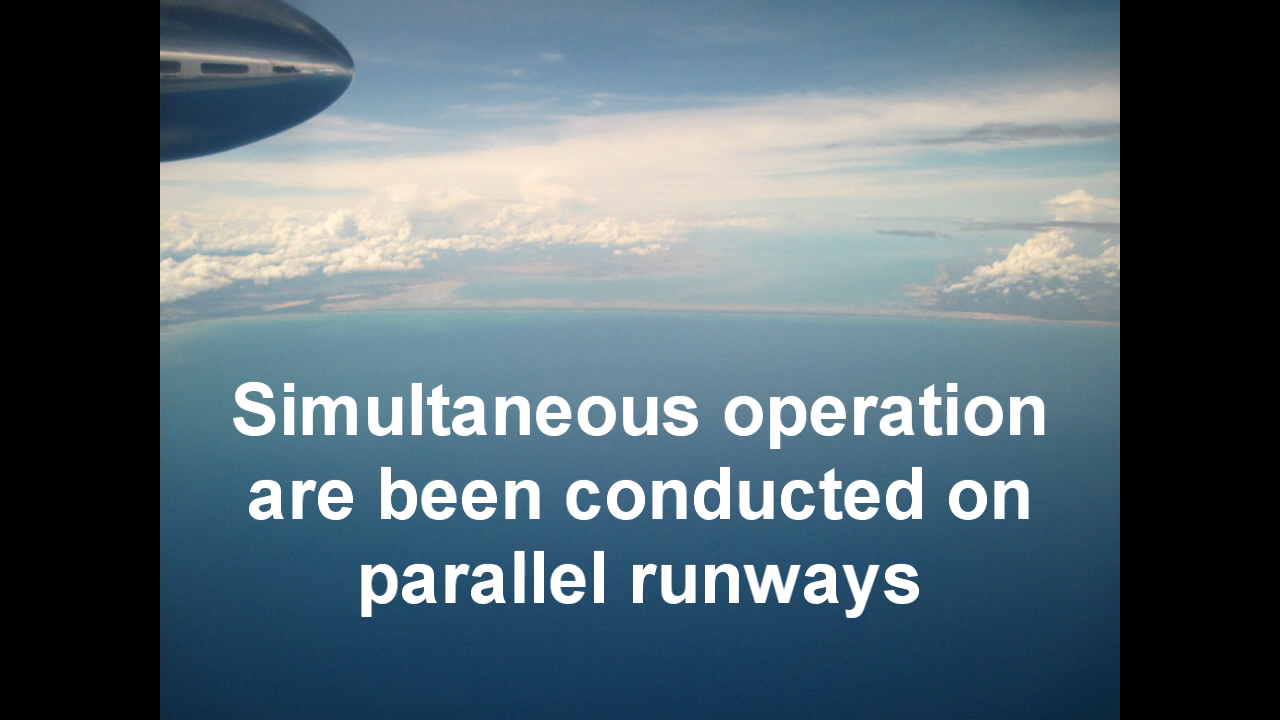 Simultaneous operation
are been conducted on
parallel runways